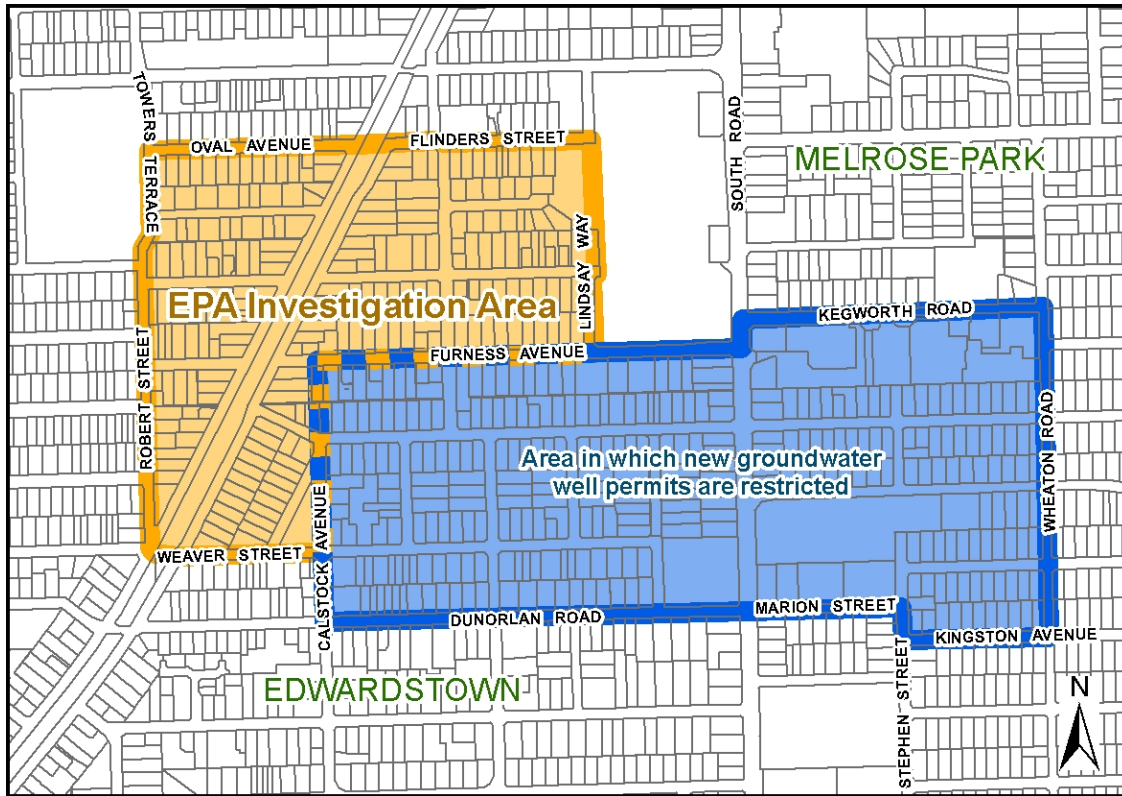 TOWERS TERRACE
OVAL AVENUE
FLINDERS STREET
SOUTH ROAD
MELROSE PARK
LINDSAY WAY
EPA Investigation Area
KEGWORTH ROAD
FURNESS AVENUE
ROBERT STREET
WHEATON ROAD
Area in which new groundwater
well permits are restricted
CALSTOCK AVENUE
WEAVER STREET
DUNORLAN ROAD
MARION STREET
KINGSTON AVENUE
STEPHEN STREET
EDWARDSTOWN
N